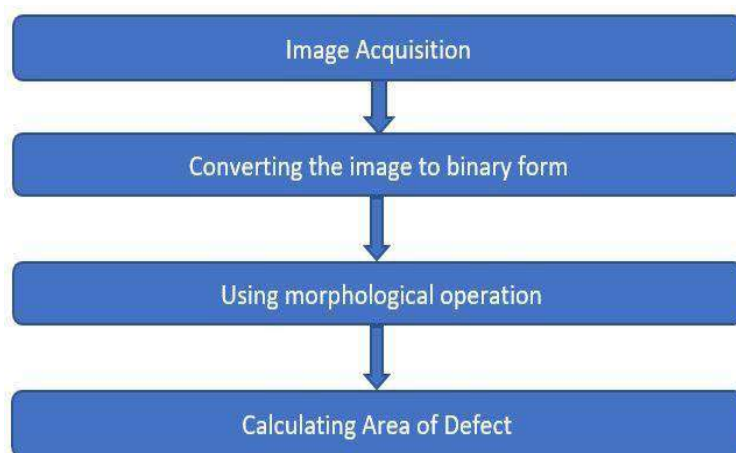 Image Acquisition
Converting the image to binary form
Using morphological operation
Calculating Area of Defect